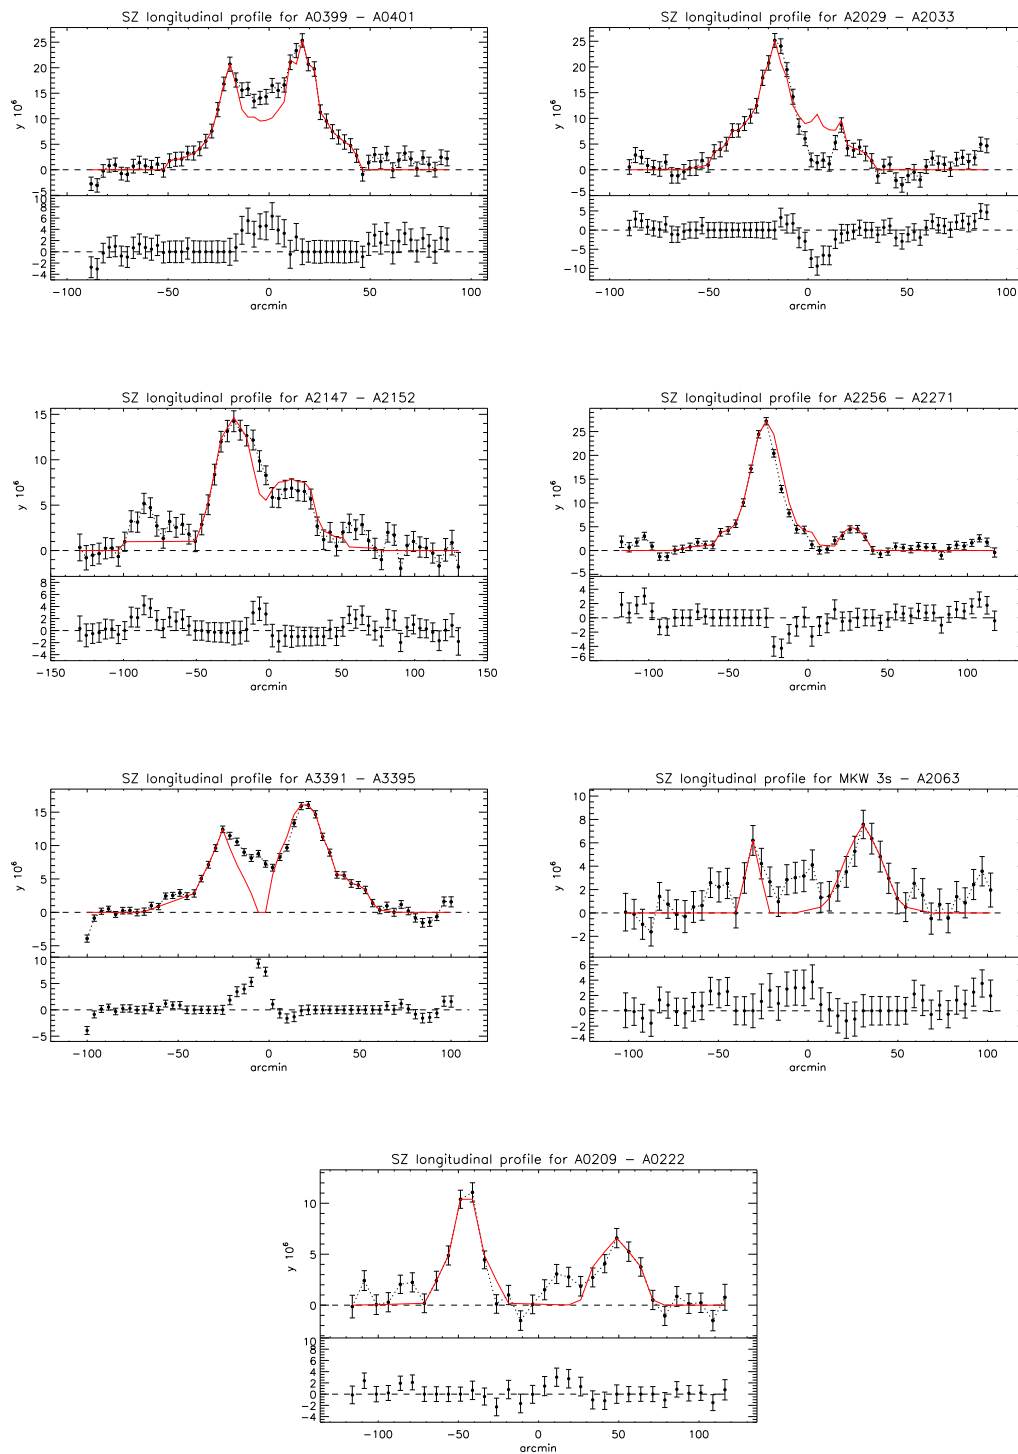 SZ longitudinal profile for A0399 − A0401
y 10⁶
25
20
15
10
5
0
−5
10
8
6
4
2
0
−2
−4
−100 −50 0 50 100
arcmin
SZ longitudinal profile for A2029 − A2033
y 10⁶
25
20
15
10
5
0
−5
5
0
−5
−10
−100 −50 0 50 100
arcmin
SZ longitudinal profile for A2147 − A2152
y 10⁶
15
10
5
0
8
6
4
2
0
−2
−4
−150 −100 −50 0 50 100 150
arcmin
SZ longitudinal profile for A2256 − A2271
y 10⁶
25
20
15
10
5
0
−5
4
2
0
−2
−4
−6
−100 −50 0 50 100
arcmin
SZ longitudinal profile for A3391 − A3395
y 10⁶
15
10
5
0
−5
10
5
0
−5
−100 −50 0 50 100
arcmin
SZ longitudinal profile for MKW 3s − A2063
y 10⁶
10
8
6
4
2
0
−2
6
4
2
0
−2
−4
−100 −50 0 50 100
arcmin
SZ longitudinal profile for A0209 − A0222
y 10⁶
10
5
0
10
8
6
4
2
0
−2
−4
−100 −50 0 50 100
arcmin